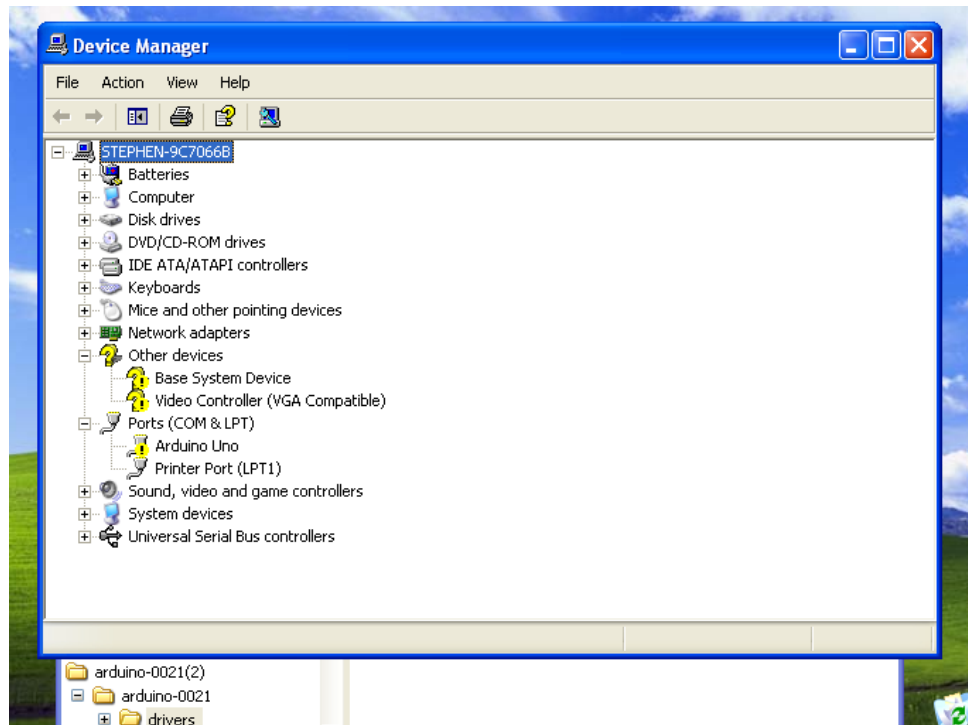 Device Manager
File Action View Help
STEPHEN-9C7066B
Batteries
Computer
Disk drives
DVD/CD-ROM drives
IDE ATA/ATAPI controllers
Keyboards
Mice and other pointing devices
Network adapters
Other devices
Base System Device
Video Controller (VGA Compatible)
Ports (COM & LPT)
Arduino Uno
Printer Port (LPT1)
Sound, video and game controllers
System devices
Universal Serial Bus controllers
arduino-0021(2)
arduino-0021
drivers